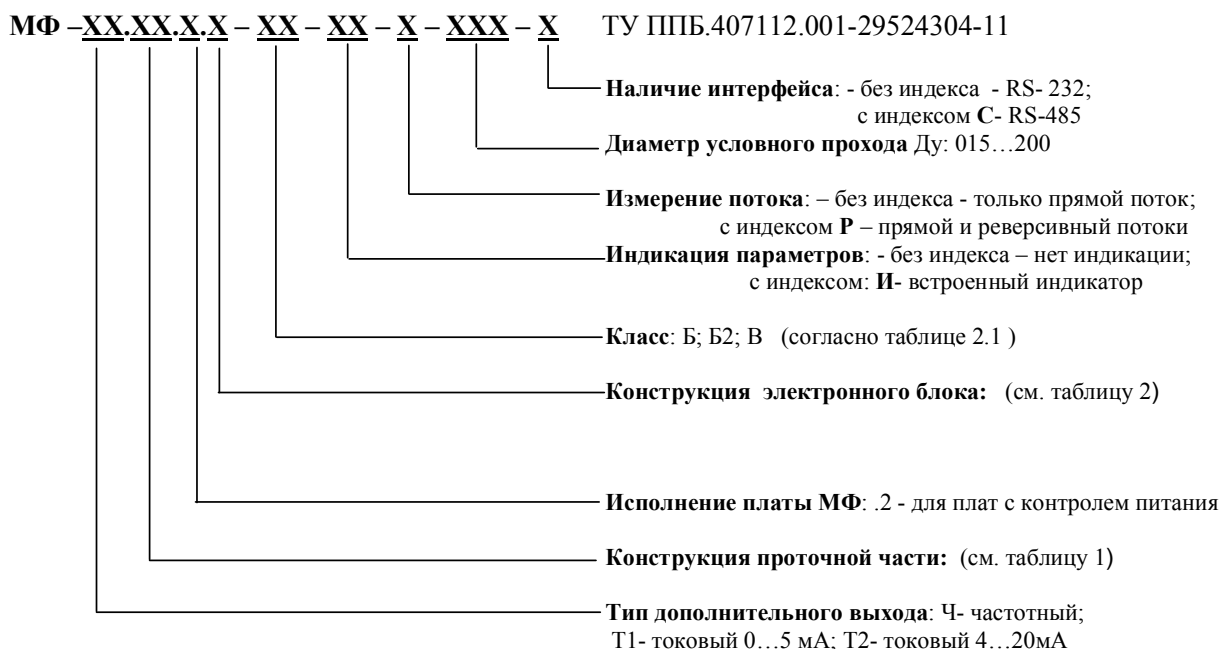 МФ –XX.XX.X.X – XX – XX – X – XXX – X ТУ ППБ.407112.001-29524304-11
Наличие интерфейса: - без индекса - RS- 232;
с индексом С- RS-485
Диаметр условного прохода Ду: 015…200
Измерение потока: – без индекса - только прямой поток;
с индексом Р – прямой и реверсивный потоки
Индикация параметров: - без индекса – нет индикации;
с индексом: И- встроенный индикатор
Класс: Б; Б2; В (согласно таблице 2.1 )
Конструкция электронного блока: (см. таблицу 2)
Исполнение платы МФ: .2 - для плат с контролем питания
Конструкция проточной части: (см. таблицу 1)
Тип дополнительного выхода: Ч- частотный;
Т1- токовый 0…5 мА; Т2- токовый 4…20мА